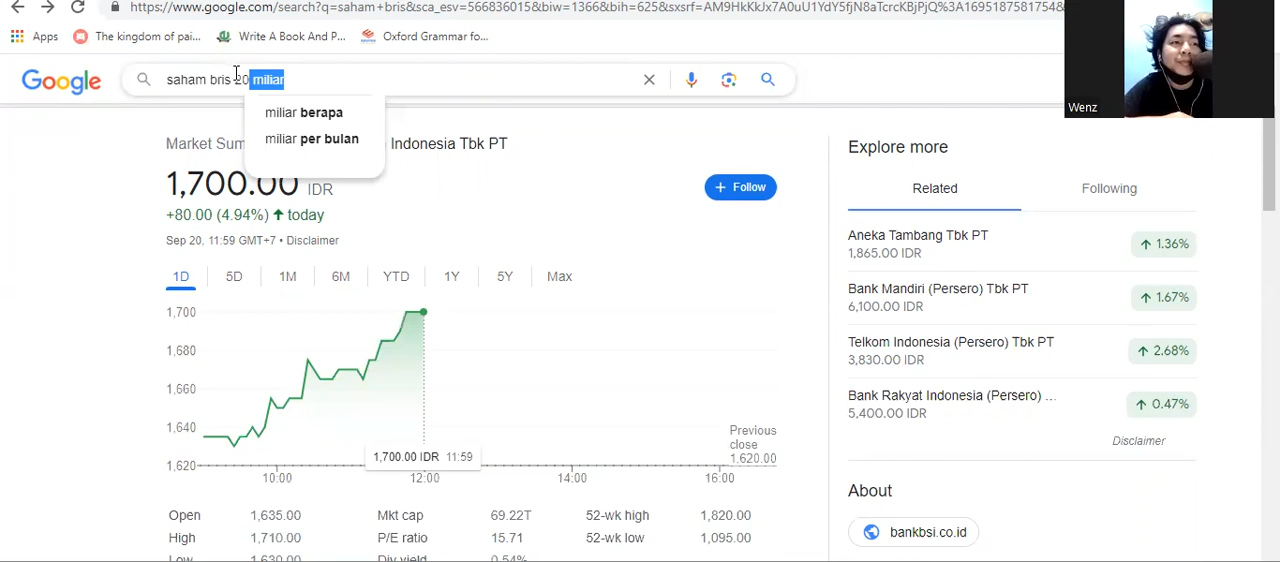 https://www.google.com/search?q=saham+bris&sca_esv=566836015&biw=1366&bih=625&sxsrf=
Apps
The kingdom of pai...
Write A Book And P...
Oxford Grammar fo...
Wenz
Google
saham bris 20 miliar
miliar berapa
miliar per bulan
Market Sum
Indonesia Tbk PT
1,700.00 IDR
+80.00 (4.94%) ↑ today
Sep 20, 11:59 GMT+7 • Disclaimer
+ Follow
1D
5D
1M
6M
YTD
1Y
5Y
Max
1,700
1,680
1,660
1,640
1,620
1,700.00 IDR 11:59
Previous
close
1,620.00
10:00
12:00
14:00
16:00
Open 1,635.00 Mkt cap 69.22T 52-wk high 1,820.00
High 1,710.00 P/E ratio 15.71 52-wk low 1,095.00
Low 1,630.00 Div yield 0.54%
Explore more
Related
Following
Aneka Tambang Tbk PT
1,865.00 IDR
↑ 1.36%
Bank Mandiri (Persero) Tbk PT
6,100.00 IDR
↑ 1.67%
Telkom Indonesia (Persero) Tbk PT
3,830.00 IDR
↑ 2.68%
Bank Rakyat Indonesia (Persero) ...
5,400.00 IDR
↑ 0.47%
Disclaimer
About
bankbsi.co.id